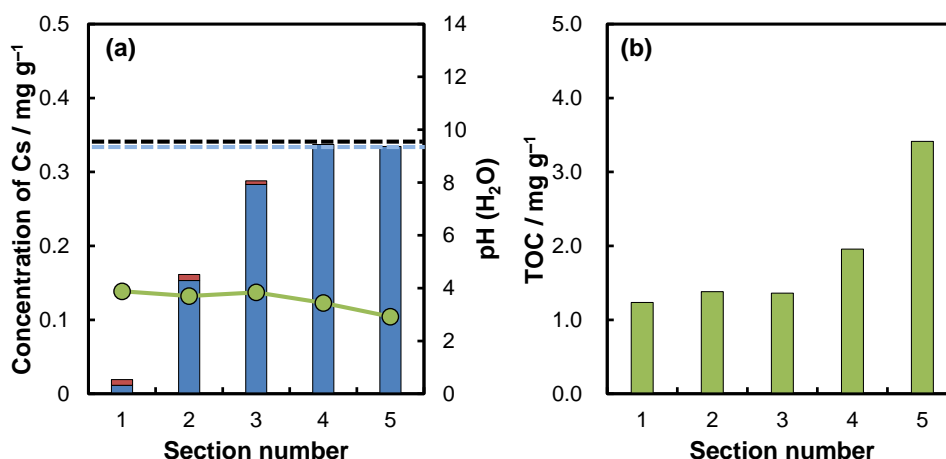 (a)
Concentration of Cs / mg g⁻¹
0.5
0.4
0.3
0.2
0.1
0
14
12
10
8
6
4
2
0
pH (H₂O)
1 2 3 4 5
Section number
(b)
TOC / mg g⁻¹
5.0
4.0
3.0
2.0
1.0
0.0
1 2 3 4 5
Section number